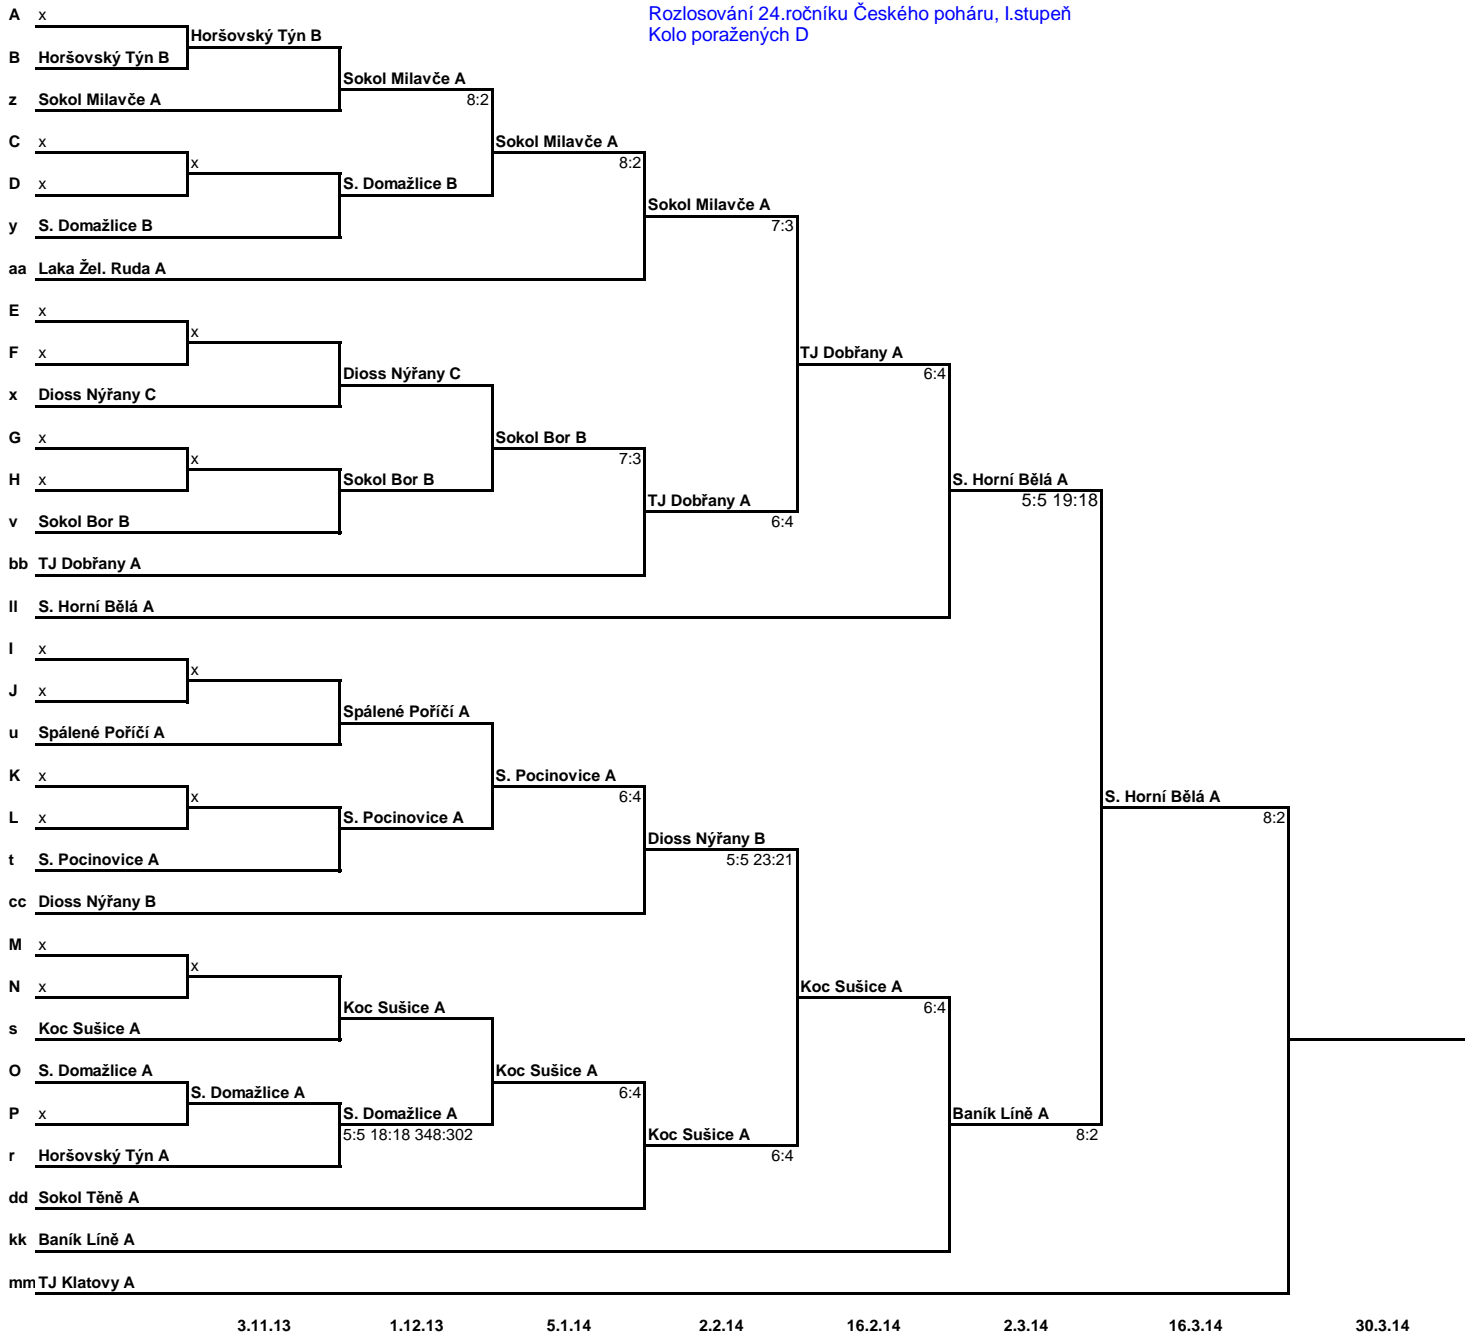 Rozlosování 24.ročníku Českého poháru, I.stupeň
Kolo poražených D
A x
Horšovský Týn B
B Horšovský Týn B
Sokol Milavče A
8:2
z Sokol Milavče A
C x
Sokol Milavče A
x
8:2
D x
S. Domažlice B
Sokol Milavče A
y S. Domažlice B
7:3
aa Laka Žel. Ruda A
E x
x
F x
TJ Dobřany A
Dioss Nýřany C
6:4
x Dioss Nýřany C
G x
Sokol Bor B
x
7:3
H x
Sokol Bor B
S. Horní Bělá A
TJ Dobřany A
5:5 19:18
v Sokol Bor B
6:4
bb TJ Dobřany A
ll S. Horní Bělá A
I x
x
J x
Spálené Poříčí A
u Spálené Poříčí A
K x
S. Pocinovice A
x
6:4
S. Horní Bělá A
L x
S. Pocinovice A
8:2
Dioss Nýřany B
t S. Pocinovice A
5:5 23:21
cc Dioss Nýřany B
M x
x
N x
Koc Sušice A
Koc Sušice A
6:4
s Koc Sušice A
O S. Domažlice A
Koc Sušice A
S. Domažlice A
6:4
P x
S. Domažlice A
Baník Líně A
5:5 18:18 348:302
Koc Sušice A
8:2
r Horšovský Týn A
6:4
dd Sokol Těně A
kk Baník Líně A
mm TJ Klatovy A
3.11.13 1.12.13 5.1.14 2.2.14 16.2.14 2.3.14 16.3.14 30.3.14